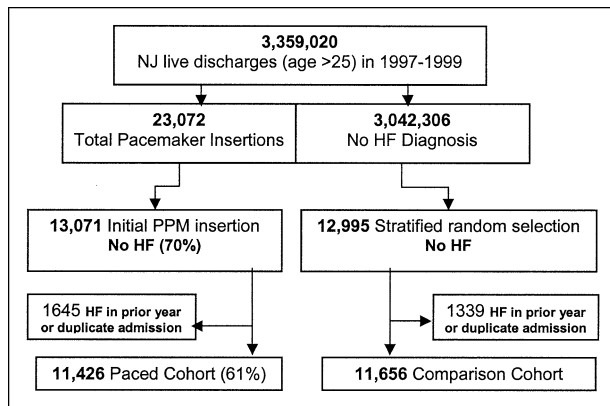 3,359,020
NJ live discharges (age >25) in 1997-1999
23,072
Total Pacemaker Insertions
3,042,306
No HF Diagnosis
13,071 Initial PPM insertion
No HF (70%)
12,995 Stratified random selection
No HF
1645 HF in prior year
or duplicate admission
1339 HF in prior year
or duplicate admission
11,426 Paced Cohort (61%)
11,656 Comparison Cohort